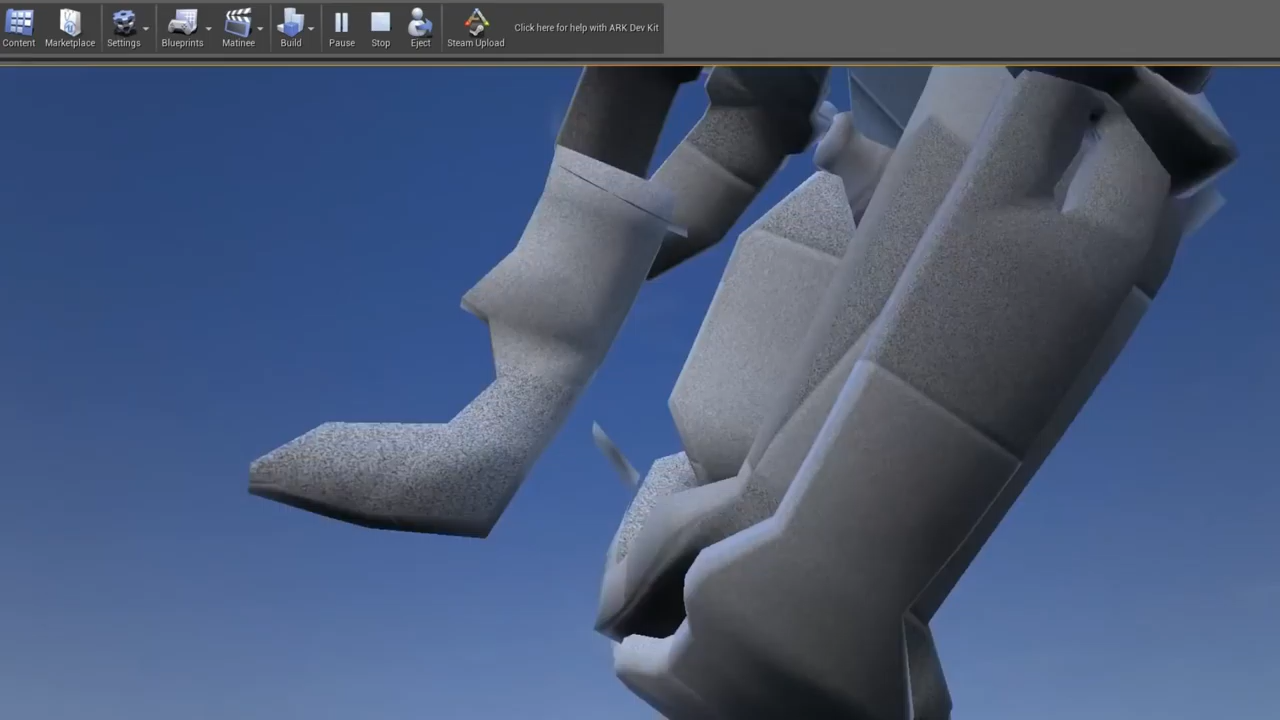 Content
Marketplace
Settings
Blueprints
Matinee
Build
Pause
Stop
Eject
Steam Upload
Click here for help with ARK Dev Kit